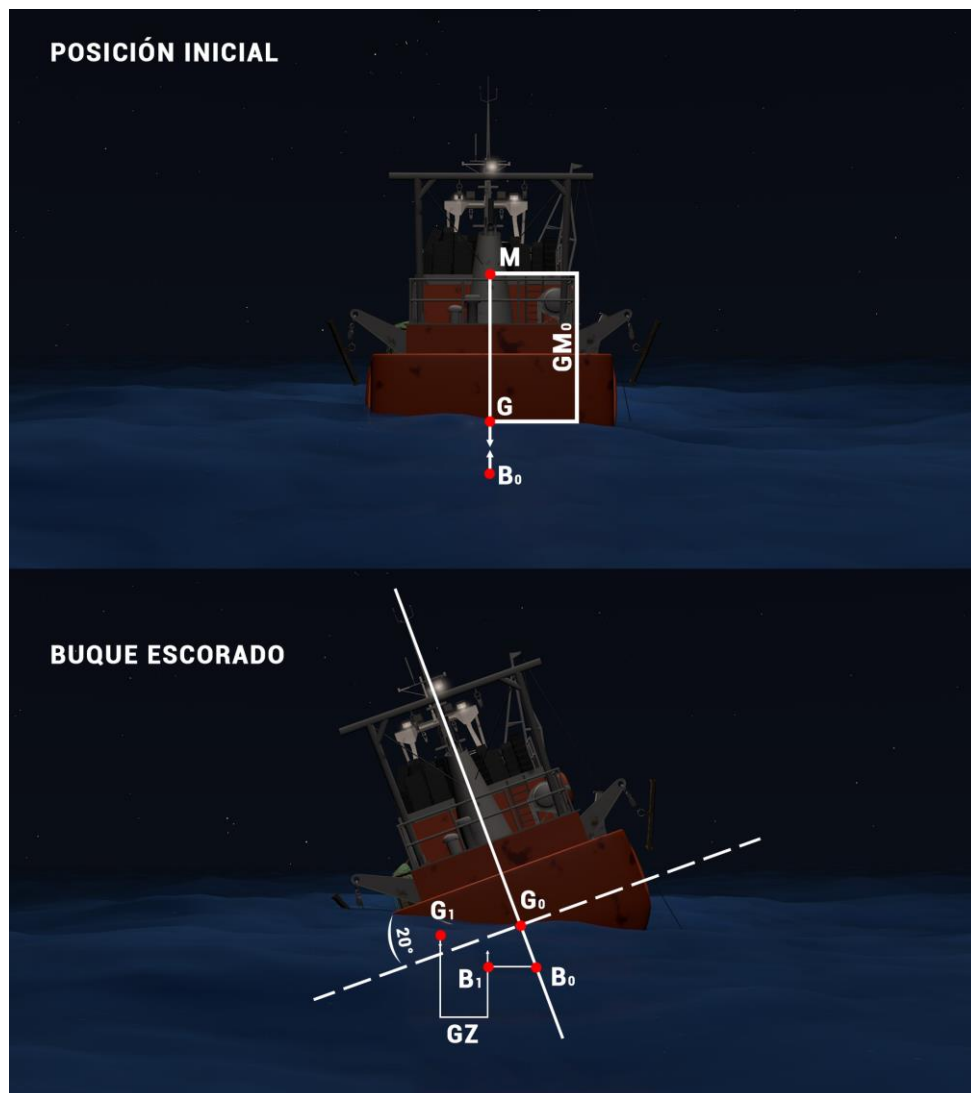 POSICIÓN INICIAL
M
GM₀
G
B₀
BUQUE ESCORADO
G₀
G₁
20°
B₁
B₀
GZ